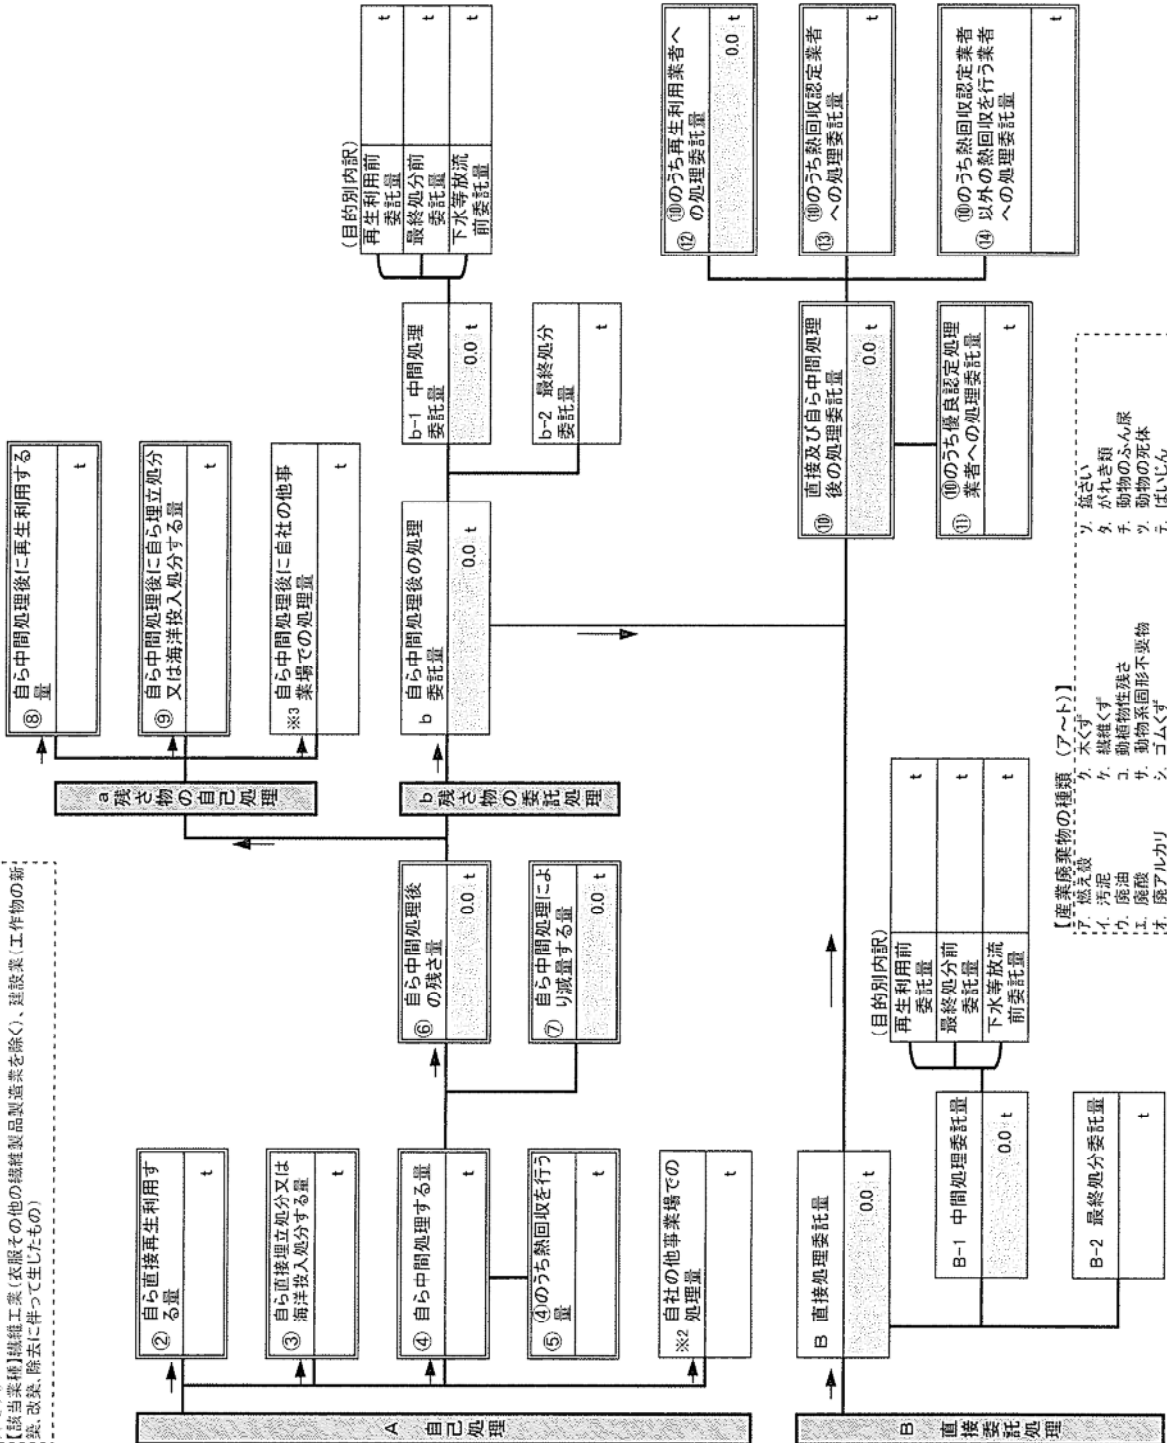 【該当業種】繊維工業(衣服その他の繊維製品製造業を除く)、建設業(工作物の新
築、改築、除去に伴って生じたもの)
A 自己処理
② 自ら直接再生利用す
る量
t
③ 自ら直接埋立処分又は
海洋投入処分する量
t
④ 自ら中間処理する量
t
⑤ ④のうち熱回収を行う
量
t
※2 自社の他事業場での
処理量
t
⑥ 自ら中間処理後
の残さ量
0.0 t
⑦ 自ら中間処理によ
り減量する量
0.0 t
a 残さ物の自己処理
⑧ 自ら中間処理後に再生利用する
量
t
⑨ 自ら中間処理後に自ら埋立処分
又は海洋投入処分する量
t
※3 自ら中間処理後に自社の他事
業場での処理量
t
b 残さ物の委託処理
b 自ら中間処理後の処理
委託量
0.0 t
b-1 中間処理
委託量
0.0 t
b-2 最終処分
委託量
t
(目的別内訳)
再生利用前
委託量
t
最終処分前
委託量
t
下水等放流
前委託量
t
B 直接委託処理
B 直接処理委託量
0.0 t
B-1 中間処理委託量
0.0 t
B-2 最終処分委託量
t
(目的別内訳)
再生利用前
委託量
t
最終処分前
委託量
t
下水等放流
前委託量
t
⑩ 直接及び自ら中間処理
後の処理委託量
0.0 t
⑪ ⑩のうち優良認定処理
業者への処理委託量
t
⑫ ⑩のうち再生利用業者へ
の処理委託量
0.0 t
⑬ ⑩のうち熱回収認定業者
への処理委託量
t
⑭ ⑩のうち熱回収認定業者
以外の熱回収を行う業者
への処理委託量
t
【産業廃棄物の種類 (ア~ト)】
ア. 燃え殻
イ. 汚泥
ウ. 廃油
エ. 廃酸
オ. 廃アルカリ
ク. 木くず
ケ. 繊維くず
コ. 動植物性残さ
サ. 動物系固形不要物
シ. ゴムくず
ソ. 鉱さい
タ. がれき類
チ. 動物のふん尿
ツ. 動物の死体
テ. ばいじん